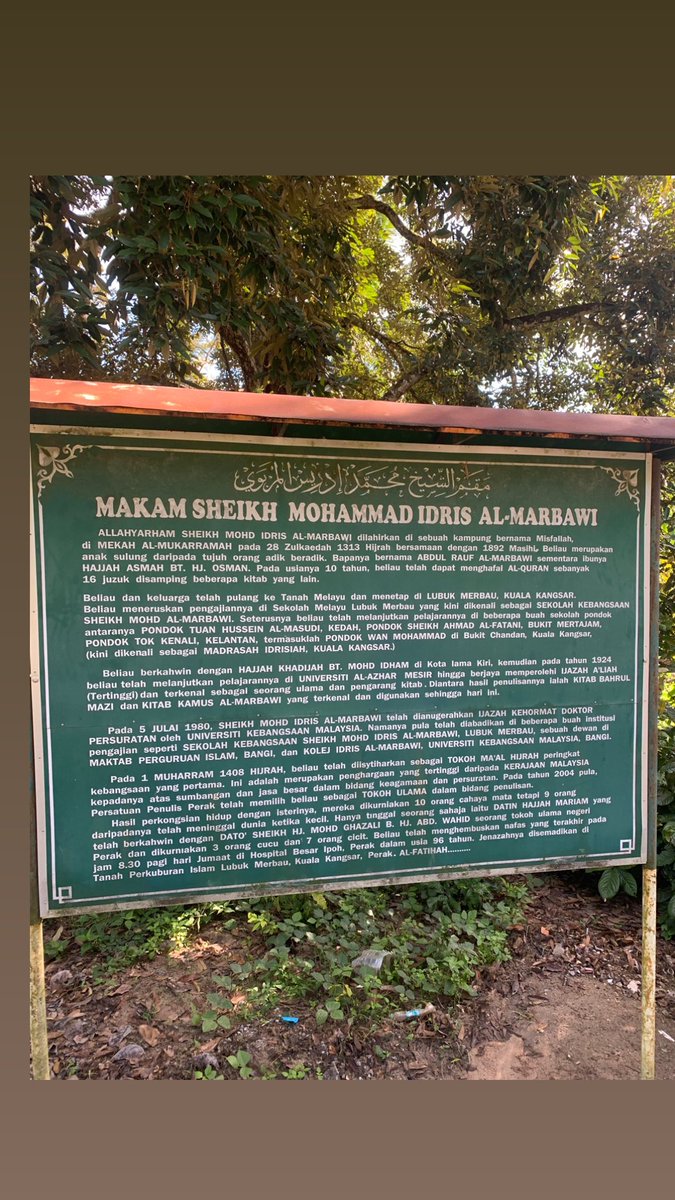 مقام الشيخ محمد إدريس المربوي
MAKAM SHEIKH MOHAMMAD IDRIS AL-MARBAWI
ALLAHYARHAM SHEIKH MOHD IDRIS AL-MARBAWI dilahirkan di sebuah kampung bernama Misfallah,
di MEKAH AL-MUKARRAMAH pada 28 Zulkaedah 1313 Hijrah bersamaan dengan 1892 Masihi. Beliau merupakan
anak sulung daripada tujuh orang adik beradik. Bapanya bernama ABDUL RAUF AL-MARBAWI sementara ibunya
HAJJAH ASMAH BT. HJ. OSMAN. Pada usianya 10 tahun, beliau telah dapat menghafal AL-QURAN sebanyak
16 juzuk disamping beberapa kitab yang lain.
Beliau dan keluarga telah pulang ke Tanah Melayu dan menetap di LUBUK MERBAU, KUALA KANGSAR.
Beliau meneruskan pengajiannya di Sekolah Melayu Lubuk Merbau yang kini dikenali sebagai SEKOLAH KEBANGSAAN
SHEIKH MOHD AL-MARBAWI. Seterusnya beliau telah melanjutkan pelajarannya di beberapa buah sekolah pondok
antaranya PONDOK TUAN HUSSEIN AL-MASUDI, KEDAH, PONDOK SHEIKH AHMAD AL-FATANI, BUKIT MERTAJAM,
PONDOK TOK KENALI, KELANTAN, termasuklah PONDOK WAN MOHAMMAD di Bukit Chandan, Kuala Kangsar,
(kini dikenali sebagai MADRASAH IDRISIAH, KUALA KANGSAR.)
Beliau berkahwin dengan HAJJAH KHADIJAH BT. MOHD IDHAM di Kota lama Kiri, kemudian pada tahun 1924
beliau telah melanjutkan pelajarannya di UNIVERSITI AL-AZHAR MESIR hingga berjaya memperolehi IJAZAH A'LIAH
(Tertinggi) dan terkenal sebagai seorang ulama dan pengarang kitab. Diantara hasil penulisannya ialah KITAB BAHRUL
MAZI dan KITAB KAMUS AL-MARBAWI yang terkenal dan digunakan sehingga hari ini.
Pada 5 JULAI 1980, SHEIKH MOHD IDRIS AL-MARBAWI telah dianugerahkan IJAZAH KEHORMAT DOKTOR
PERSURATAN oleh UNIVERSITI KEBANGSAAN MALAYSIA. Namanya pula telah diabadikan di beberapa buah institusi
pengajian seperti SEKOLAH KEBANGSAAN SHEIKH MOHD IDRIS AL-MARBAWI, LUBUK MERBAU, sebuah dewan di
MAKTAB PERGURUAN ISLAM, BANGI, dan KOLEJ IDRIS AL-MARBAWI, UNIVERSITI KEBANGSAAN MALAYSIA, BANGI.
Pada 1 MUHARRAM 1408 HIJRAH, beliau telah diisytiharkan sebagai TOKOH MA'AL HIJRAH peringkat
kebangsaan yang pertama. Ini adalah merupakan penghargaan yang tertinggi daripada KERAJAAN MALAYSIA
kepadanya atas sumbangan dan jasa besar dalam bidang keagamaan dan persuratan. Pada tahun 2004 pula,
Persatuan Penulis Perak telah memilih beliau sebagai TOKOH ULAMA dalam bidang penulisan.
Hasil perkongsian hidup dengan isterinya, mereka dikurnlakan 10 orang cahaya mata tetapi 9 orang
daripadanya telah meninggal dunia ketika kecil. Hanya tinggal seorang sahaja iaitu DATIN HAJJAH MARIAM yang
telah berkahwin dengan DATO' SHEIKH HJ. MOHD GHAZALI B. HJ. ABD. WAHID seorang tokoh ulama negeri
Perak dan dikurnakan 3 orang cucu dan 7 orang cicit. Beliau telah menghembuskan nafas yang terakhir pada
jam 8.30 pagi hari Jumaat di Hospital Besar Ipoh, Perak dalam usia 96 tahun. Jenazahnya disemadikan di
Tanah Perkuburan Islam Lubuk Merbau, Kuala Kangsar, Perak. AL-FATIHAH.........